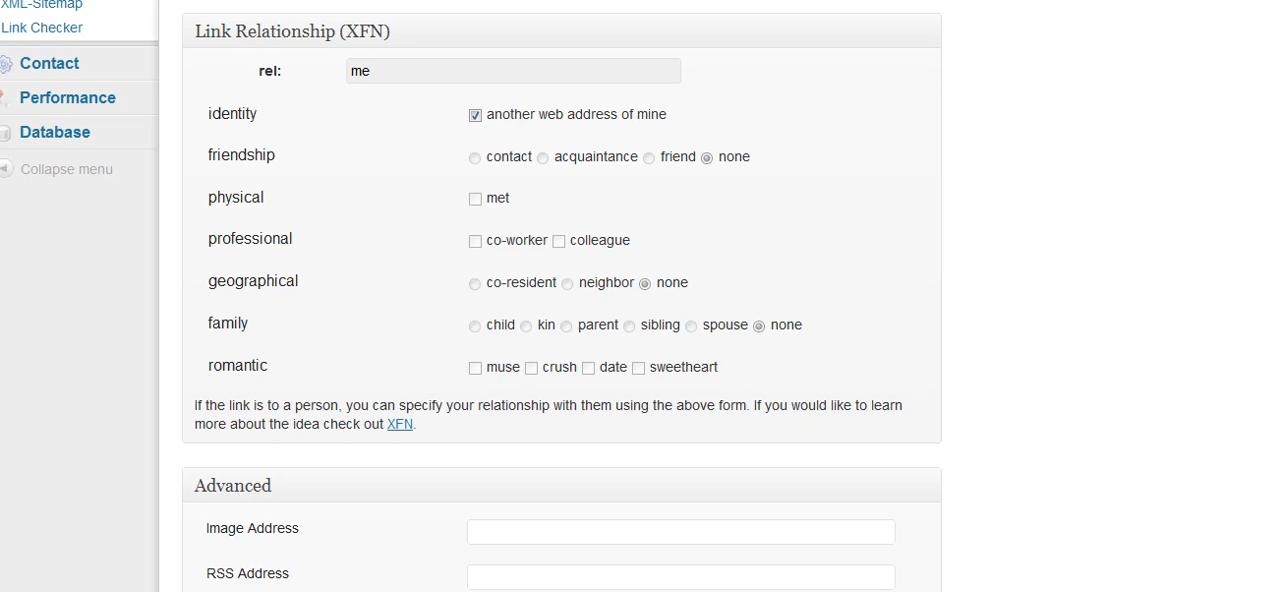 XML-Sitemap
Link Checker
Contact
Performance
Database
Collapse menu
Link Relationship (XFN)
rel: me
identity another web address of mine
friendship contact acquaintance friend none
physical met
professional co-worker colleague
geographical co-resident neighbor none
family child kin parent sibling spouse none
romantic muse crush date sweetheart
If the link is to a person, you can specify your relationship with them using the above form. If you would like to learn
more about the idea check out XFN.
Advanced
Image Address
RSS Address